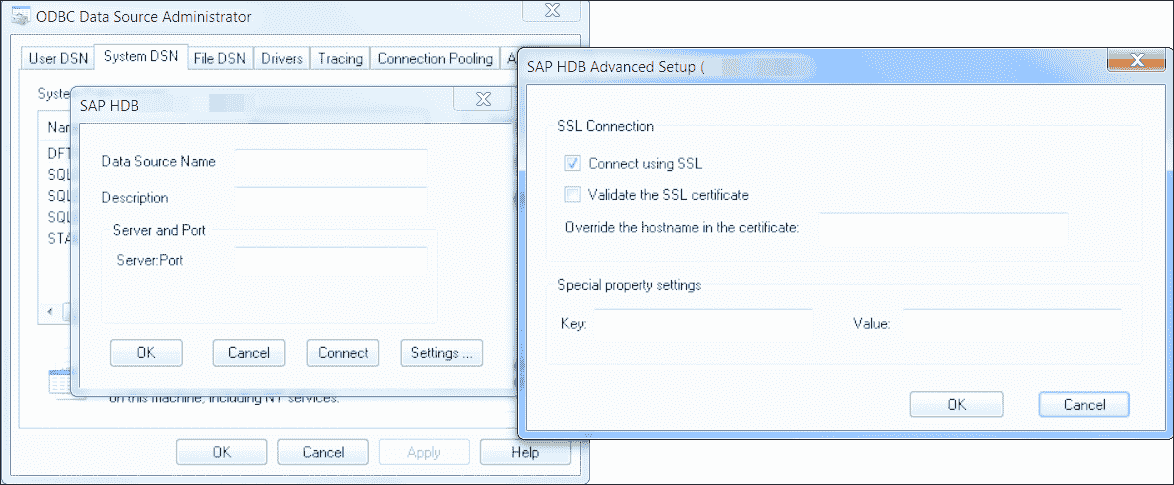 ODBC Data Source Administrator
User DSN System DSN File DSN Drivers Tracing Connection Pooling
SAP HDB
Data Source Name
Description
Server and Port
Server:Port
OK Cancel Connect Settings ...
on this machine, including NT services.
OK Cancel Apply Help
SAP HDB Advanced Setup (
SSL Connection
Connect using SSL
Validate the SSL certificate
Override the hostname in the certificate:
Special property settings
Key: Value:
OK Cancel